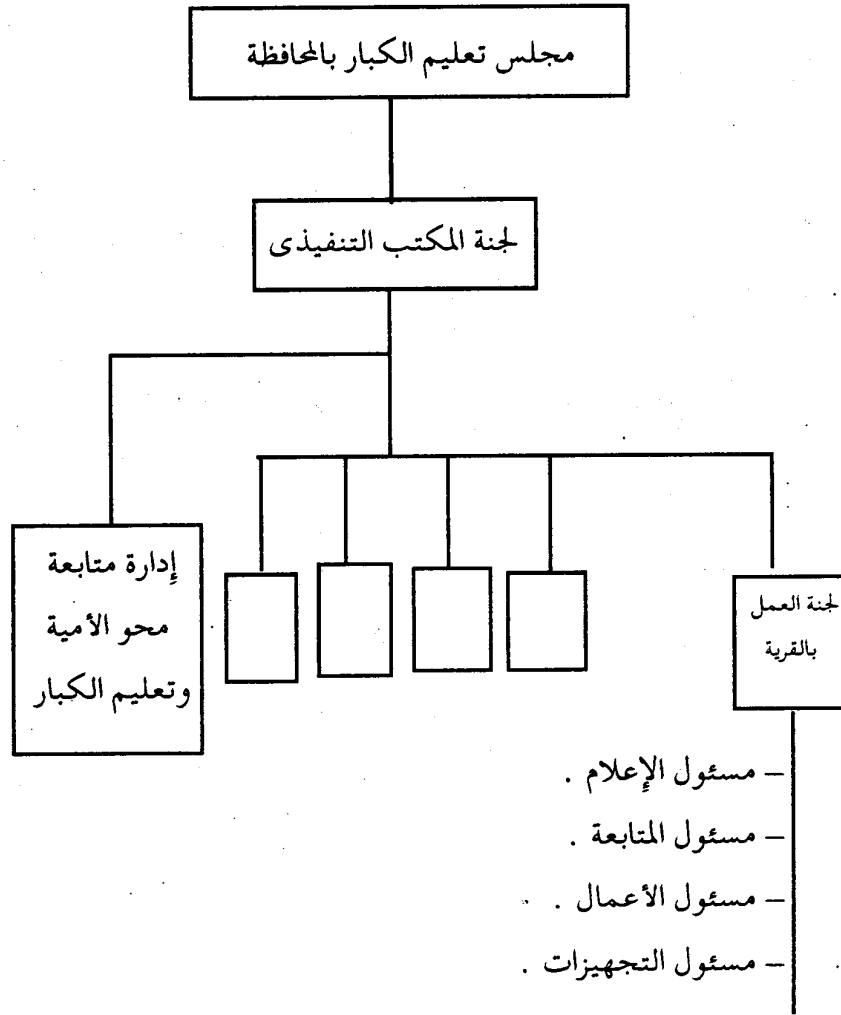 مجلس تعليم الكبار بالمحافظة
لجنة المكتب التنفيذى
لجنة العمل
بالقرية
إدارة متابعة
محو الأمية
وتعليم الكبار
– مسئول الإعلام .
– مسئول المتابعة .
– مسئول الأعمال .
– مسئول التجهيزات .